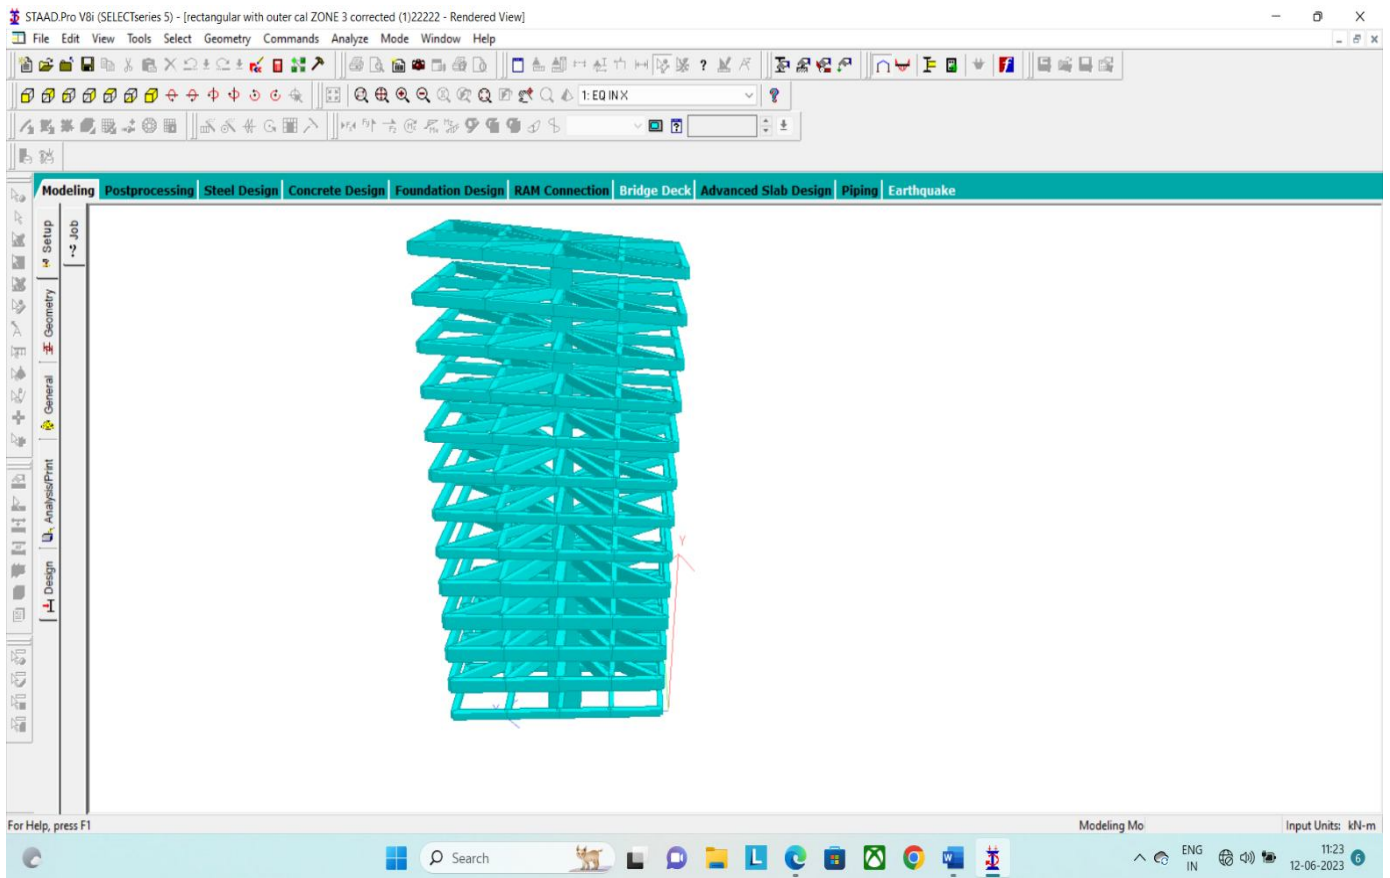 STAAD.Pro V8i (SELECTseries 5) - [rectangular with outer cal ZONE 3 corrected (1)22222 - Rendered View]
File Edit View Tools Select Geometry Commands Analyze Mode Window Help
1: EQ IN X
Modeling Postprocessing Steel Design Concrete Design Foundation Design RAM Connection Bridge Deck Advanced Slab Design Piping Earthquake
Setup
Geometry
General
Analysis/Print
Design
? Job
Y
For Help, press F1
Modeling Mo
Input Units: kN-m
Search
ENG
IN
11:23
12-06-2023
6